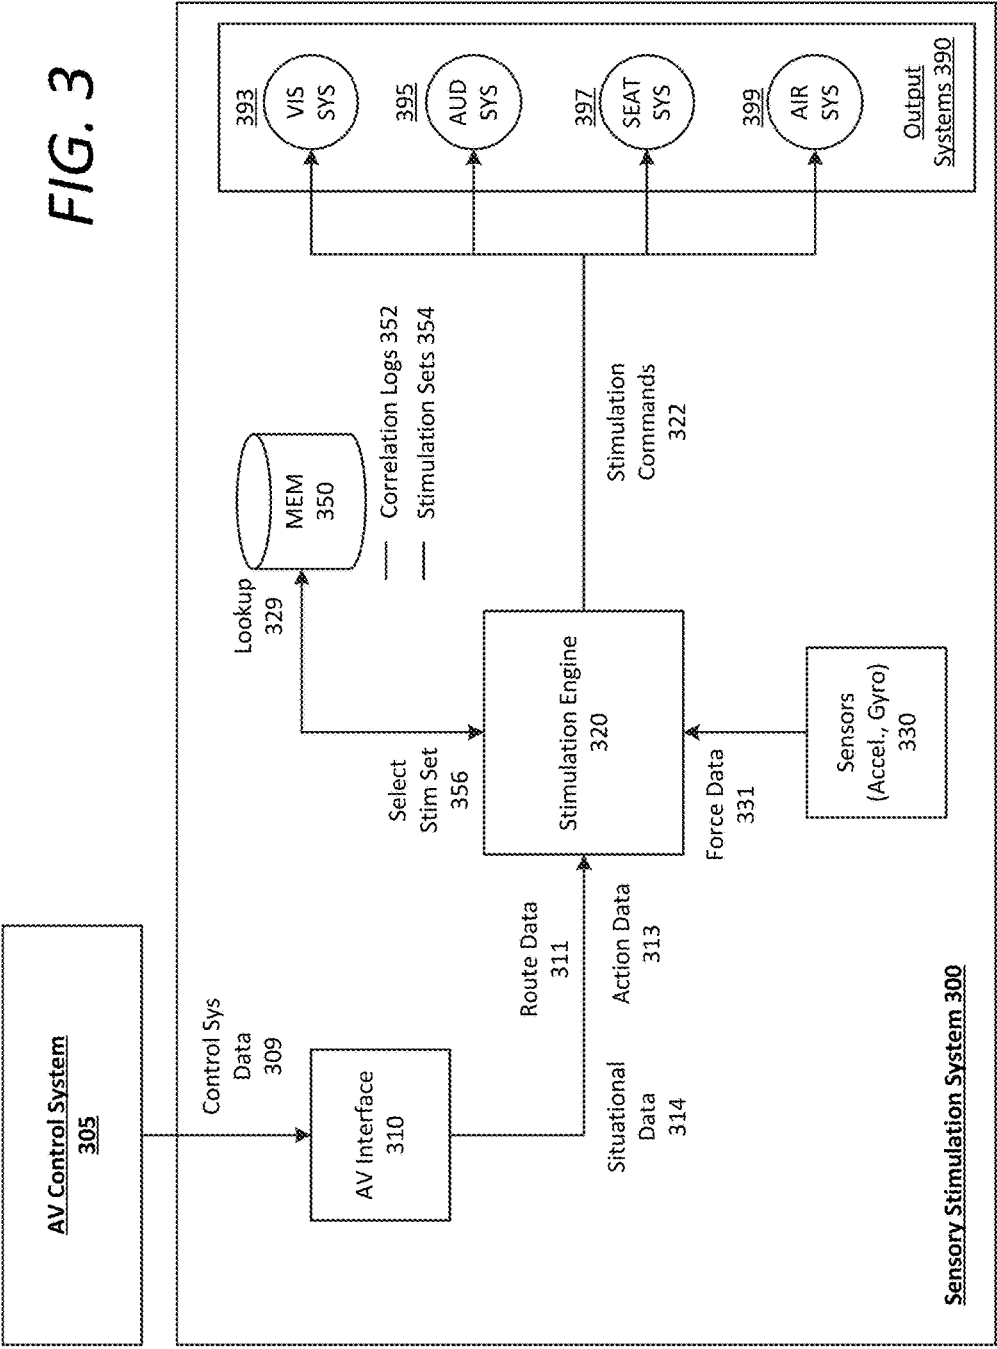 AV Control System
305
Control Sys
Data
309
AV Interface
310
Route Data
311
Situational
Data
314
Action Data
313
Lookup
329
MEM
350
Correlation Logs 352
Stimulation Sets 354
Select
Stim Set
356
Stimulation Engine
320
Force Data
331
Sensors
(Accel., Gyro)
330
Stimulation
Commands
322
393
VIS
SYS
395
AUD
SYS
397
SEAT
SYS
399
AIR
SYS
Output
Systems 390
Sensory Stimulation System 300
FIG. 3